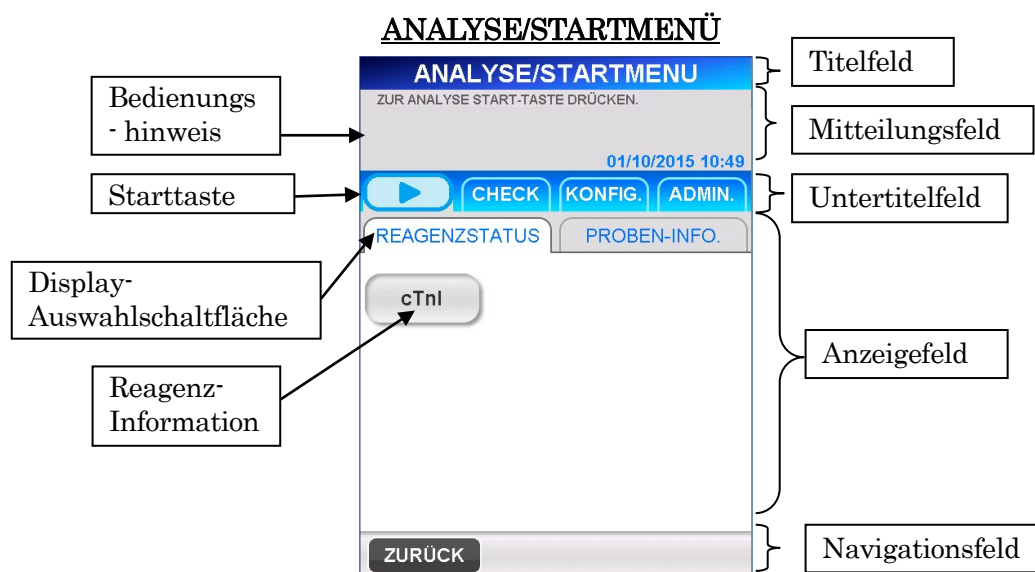 ANALYSE/STARTMENÜ
ANALYSE/STARTMENU
ZUR ANALYSE START-TASTE DRÜCKEN.
01/10/2015 10:49
CHECK KONFIG. ADMIN.
REAGENZSTATUS PROBEN-INFO.
cTnI
ZURÜCK
Bedienungs
- hinweis
Starttaste
Display-
Auswahlschaltfläche
Reagenz-
Information
Titelfeld
Mitteilungsfeld
Untertitelfeld
Anzeigefeld
Navigationsfeld